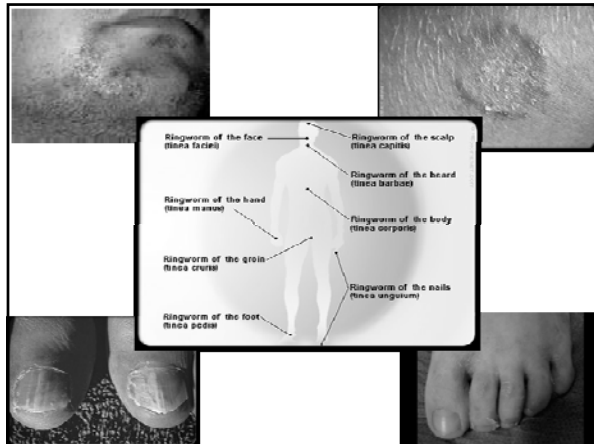 Ringworm of the face
(tinea faciei)
Ringworm of the scalp
(tinea capitis)
Ringworm of the beard
(tinea barbae)
Ringworm of the hand
(tinea manus)
Ringworm of the body
(tinea corporis)
Ringworm of the groin
(tinea cruris)
Ringworm of the nails
(tinea unguium)
Ringworm of the foot
(tinea pedis)